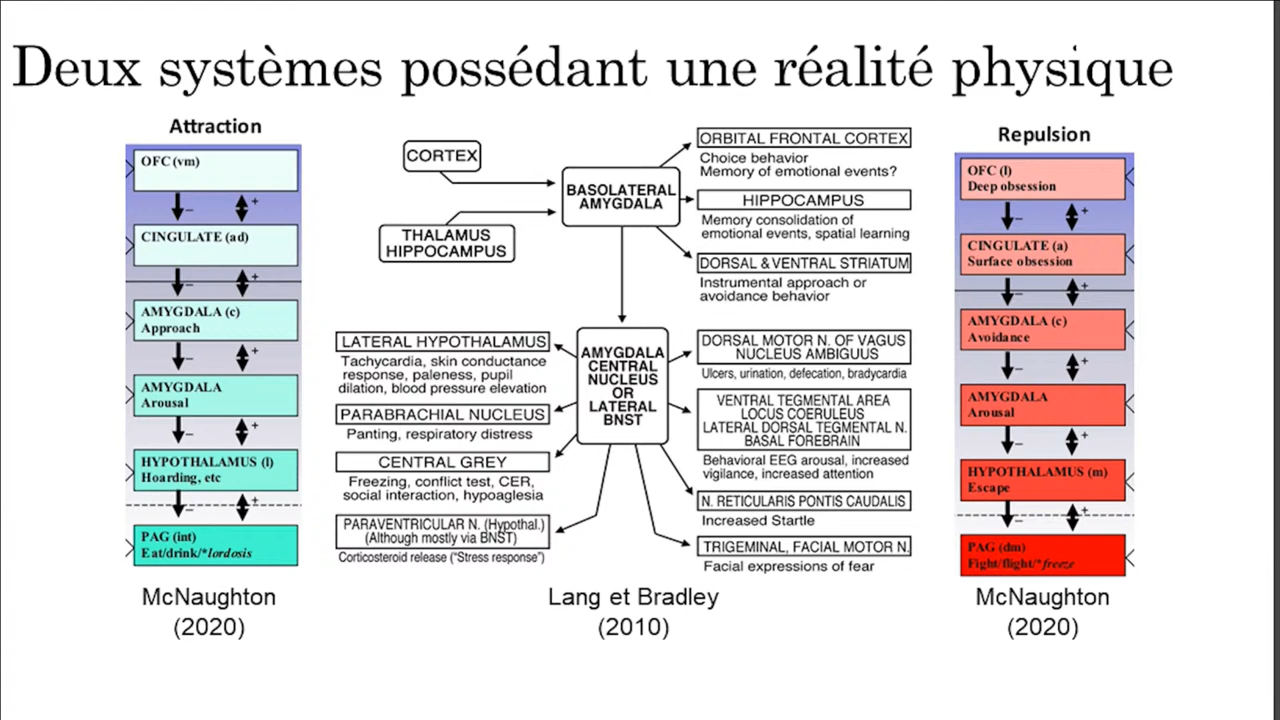 Deux systèmes possédant une réalité physique
Attraction
OFC (vm)
–
+
CINGULATE (ad)
–
+
AMYGDALA (c)
Approach
–
+
AMYGDALA
Arousal
–
+
HYPOTHALAMUS (l)
Hoarding, etc
–
+
PAG (int)
Eat/drink/*lordosis
McNaughton
(2020)
CORTEX
THALAMUS
HIPPOCAMPUS
BASOLATERAL
AMYGDALA
ORBITAL FRONTAL CORTEX
Choice behavior
Memory of emotional events?
HIPPOCAMPUS
Memory consolidation of
emotional events, spatial learning
DORSAL & VENTRAL STRIATUM
Instrumental approach or
avoidance behavior
LATERAL HYPOTHALAMUS
Tachycardia, skin conductance
response, paleness, pupil
dilation, blood pressure elevation
PARABRACHIAL NUCLEUS
Panting, respiratory distress
CENTRAL GREY
Freezing, conflict test, CER,
social interaction, hypoaglesia
PARAVENTRICULAR N. (Hypothal.)
(Although mostly via BNST)
Corticosteroid release ("Stress response")
AMYGDALA
CENTRAL
NUCLEUS
OR
LATERAL
BNST
DORSAL MOTOR N. OF VAGUS
NUCLEUS AMBIGUUS
Ulcers, urination, defecation, bradycardia
VENTRAL TEGMENTAL AREA
LOCUS COERULEUS
LATERAL DORSAL TEGMENTAL N.
BASAL FOREBRAIN
Behavioral EEG arousal, increased
vigilance, increased attention
N. RETICULARIS PONTIS CAUDALIS
Increased Startle
TRIGEMINAL, FACIAL MOTOR N.
Facial expressions of fear
Lang et Bradley
(2010)
Repulsion
OFC (l)
Deep obsession
–
+
CINGULATE (a)
Surface obsession
–
+
AMYGDALA (c)
Avoidance
–
+
AMYGDALA
Arousal
–
+
HYPOTHALAMUS (m)
Escape
–
+
PAG (dm)
Fight/flight/*freeze
McNaughton
(2020)